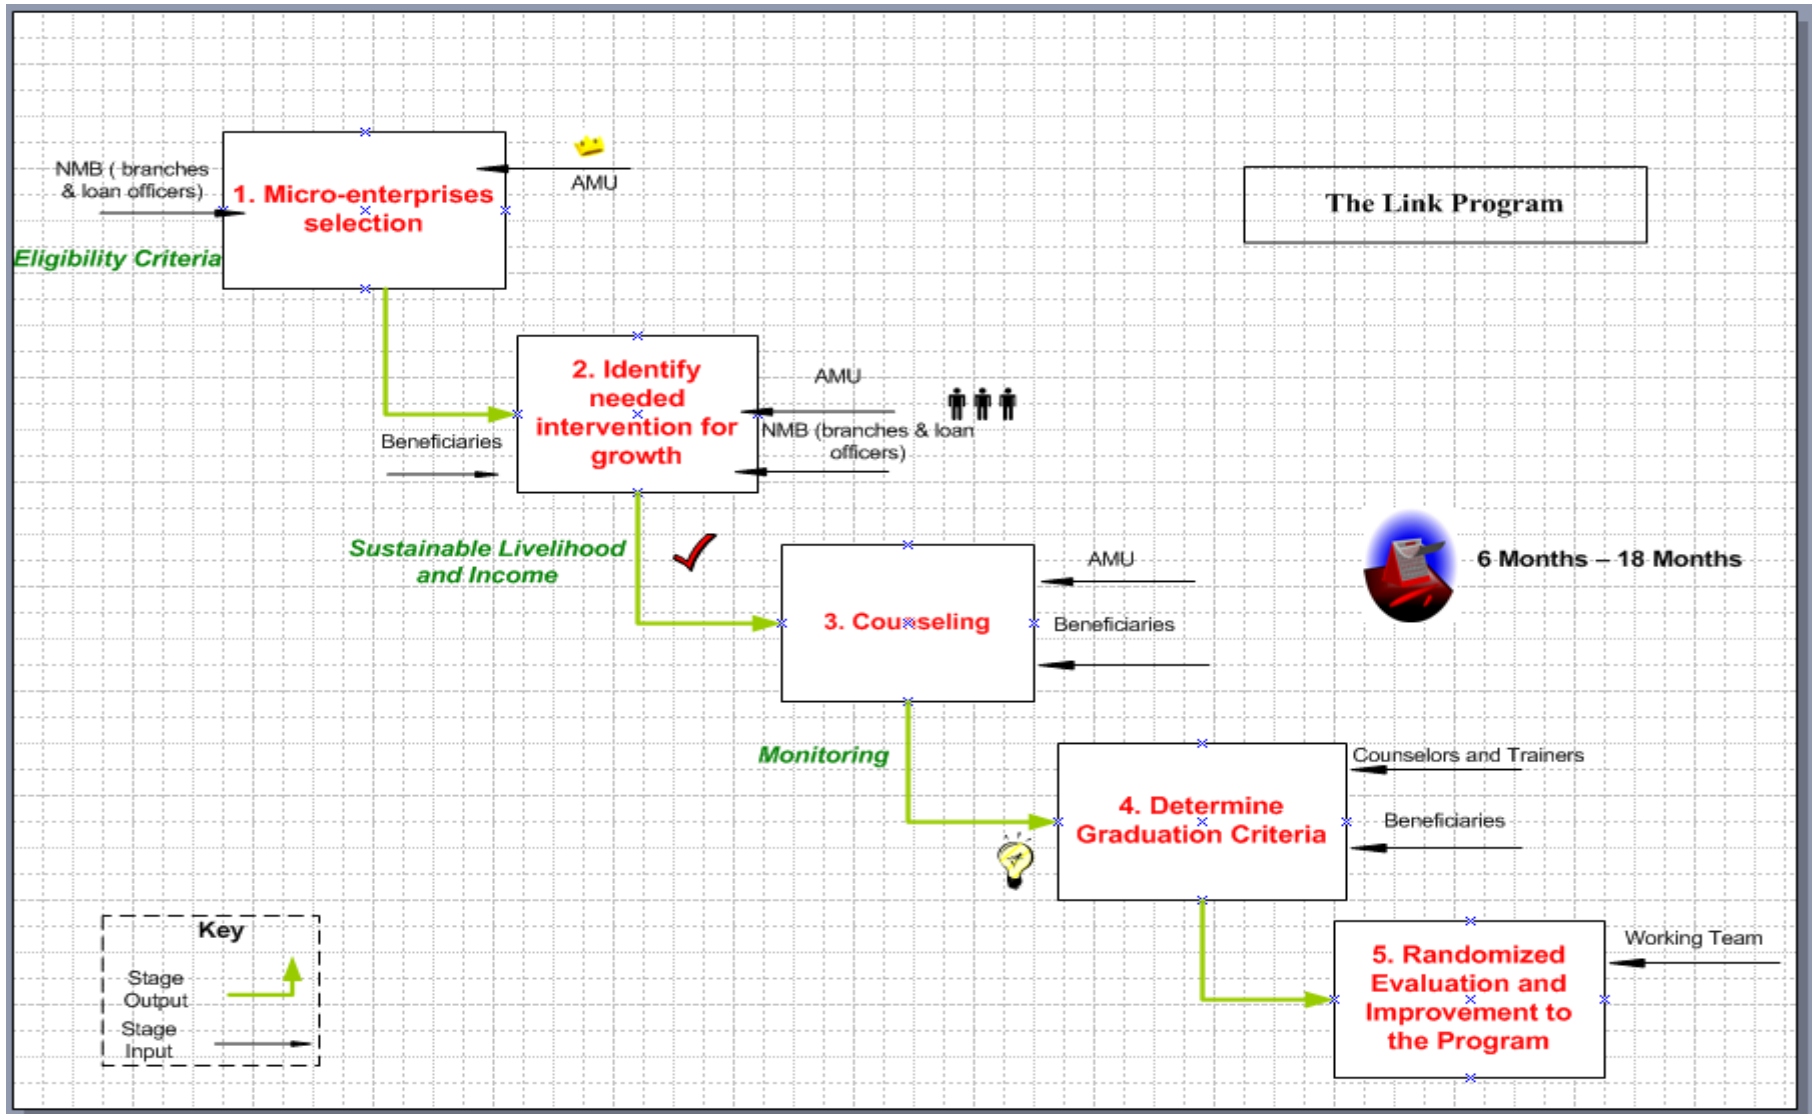 The Link Program
NMB ( branches
& loan officers)
AMU
1. Micro-enterprises
selection
Eligibility Criteria
2. Identify
needed
intervention for
growth
AMU
NMB (branches & loan
officers)
Beneficiaries
Sustainable Livelihood
and Income
3. Counseling
AMU
Beneficiaries
6 Months – 18 Months
Monitoring
4. Determine
Graduation Criteria
Counselors and Trainers
Beneficiaries
5. Randomized
Evaluation and
Improvement to
the Program
Working Team
Key
Stage
Output
Stage
Input